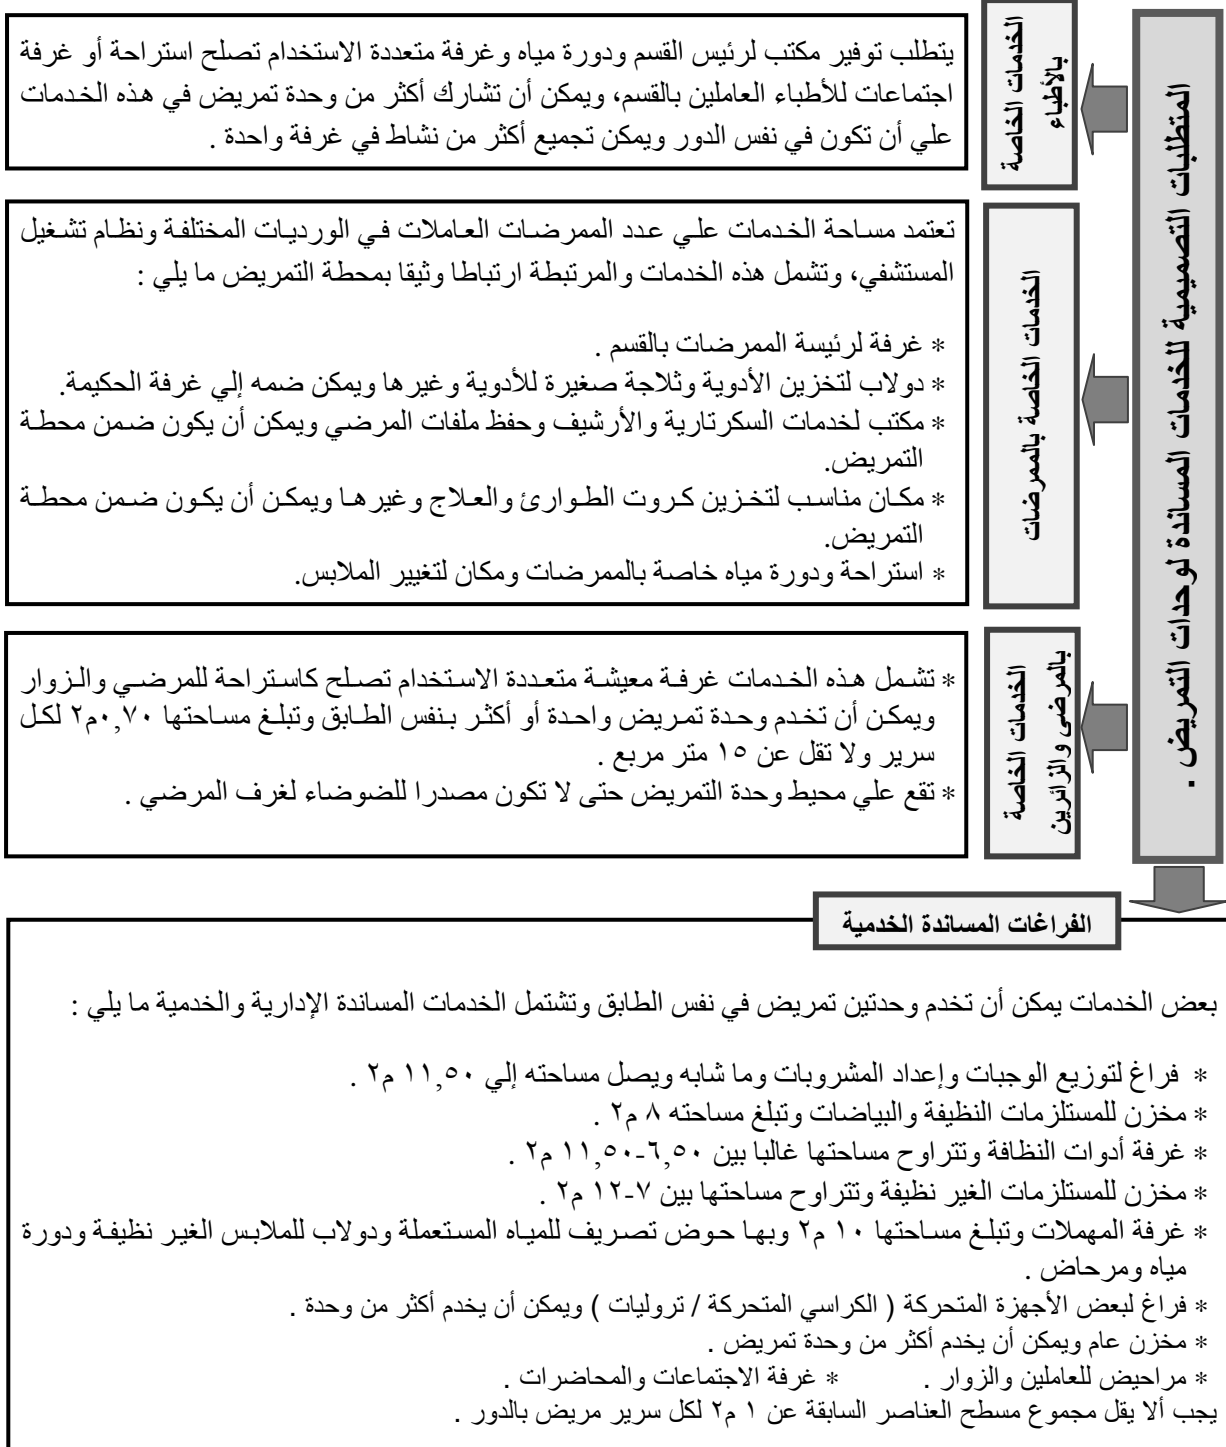 المتطلبات التصميمية للخدمات المساندة لوحدات التمريض .
الخدمات الخاصة
بالأطباء
يتطلب توفير مكتب لرئيس القسم ودورة مياه وغرفة متعددة الاستخدام تصلح استراحة أو غرفة
اجتماعات للأطباء العاملين بالقسم، ويمكن أن تشارك أكثر من وحدة تمريض في هذه الخدمات
علي أن تكون في نفس الدور ويمكن تجميع أكثر من نشاط في غرفة واحدة .
الخدمات الخاصة بالممرضات
تعتمد مساحة الخدمات علي عدد الممرضات العاملات في الورديات المختلفة ونظام تشغيل
المستشفي، وتشمل هذه الخدمات والمرتبطة ارتباطا وثيقا بمحطة التمريض ما يلي :
* غرفة لرئيسة الممرضات بالقسم .
* دولاب لتخزين الأدوية وثلاجة صغيرة للأدوية وغيرها ويمكن ضمه إلي غرفة الحكيمة.
* مكتب لخدمات السكرتارية والأرشيف وحفظ ملفات المرضي ويمكن أن يكون ضمن محطة
التمريض.
* مكان مناسب لتخزين كروت الطوارئ والعلاج وغيرها ويمكن أن يكون ضمن محطة
التمريض.
* استراحة ودورة مياه خاصة بالممرضات ومكان لتغيير الملابس.
الخدمات الخاصة
بالمرضى والزائرين
* تشمل هذه الخدمات غرفة معيشة متعددة الاستخدام تصلح كاستراحة للمرضي والزوار
ويمكن أن تخدم وحدة تمريض واحدة أو أكثر بنفس الطابق وتبلغ مساحتها ٠,٧٠م٢ لكل
سرير ولا تقل عن ١٥ متر مربع .
* تقع علي محيط وحدة التمريض حتى لا تكون مصدرا للضوضاء لغرف المرضي .
الفراغات المساندة الخدمية
بعض الخدمات يمكن أن تخدم وحدتين تمريض في نفس الطابق وتشتمل الخدمات المساندة الإدارية والخدمية ما يلي :
* فراغ لتوزيع الوجبات وإعداد المشروبات وما شابه ويصل مساحته إلي ١١,٥٠ م٢ .
* مخزن للمستلزمات النظيفة والبياضات وتبلغ مساحته ٨ م٢ .
* غرفة أدوات النظافة وتتراوح مساحتها غالبا بين ٦,٥٠-١١,٥٠ م٢ .
* مخزن للمستلزمات الغير نظيفة وتتراوح مساحتها بين ٧-١٢ م٢ .
* غرفة المهملات وتبلغ مساحتها ١٠ م٢ وبها حوض تصريف للمياه المستعملة ودولاب للملابس الغير نظيفة ودورة
مياه ومرحاض .
* فراغ لبعض الأجهزة المتحركة ( الكراسي المتحركة / تروليات ) ويمكن أن يخدم أكثر من وحدة .
* مخزن عام ويمكن أن يخدم أكثر من وحدة تمريض .
* مراحيض للعاملين والزوار . * غرفة الاجتماعات والمحاضرات .
يجب ألا يقل مجموع مسطح العناصر السابقة عن ١ م٢ لكل سرير مريض بالدور .